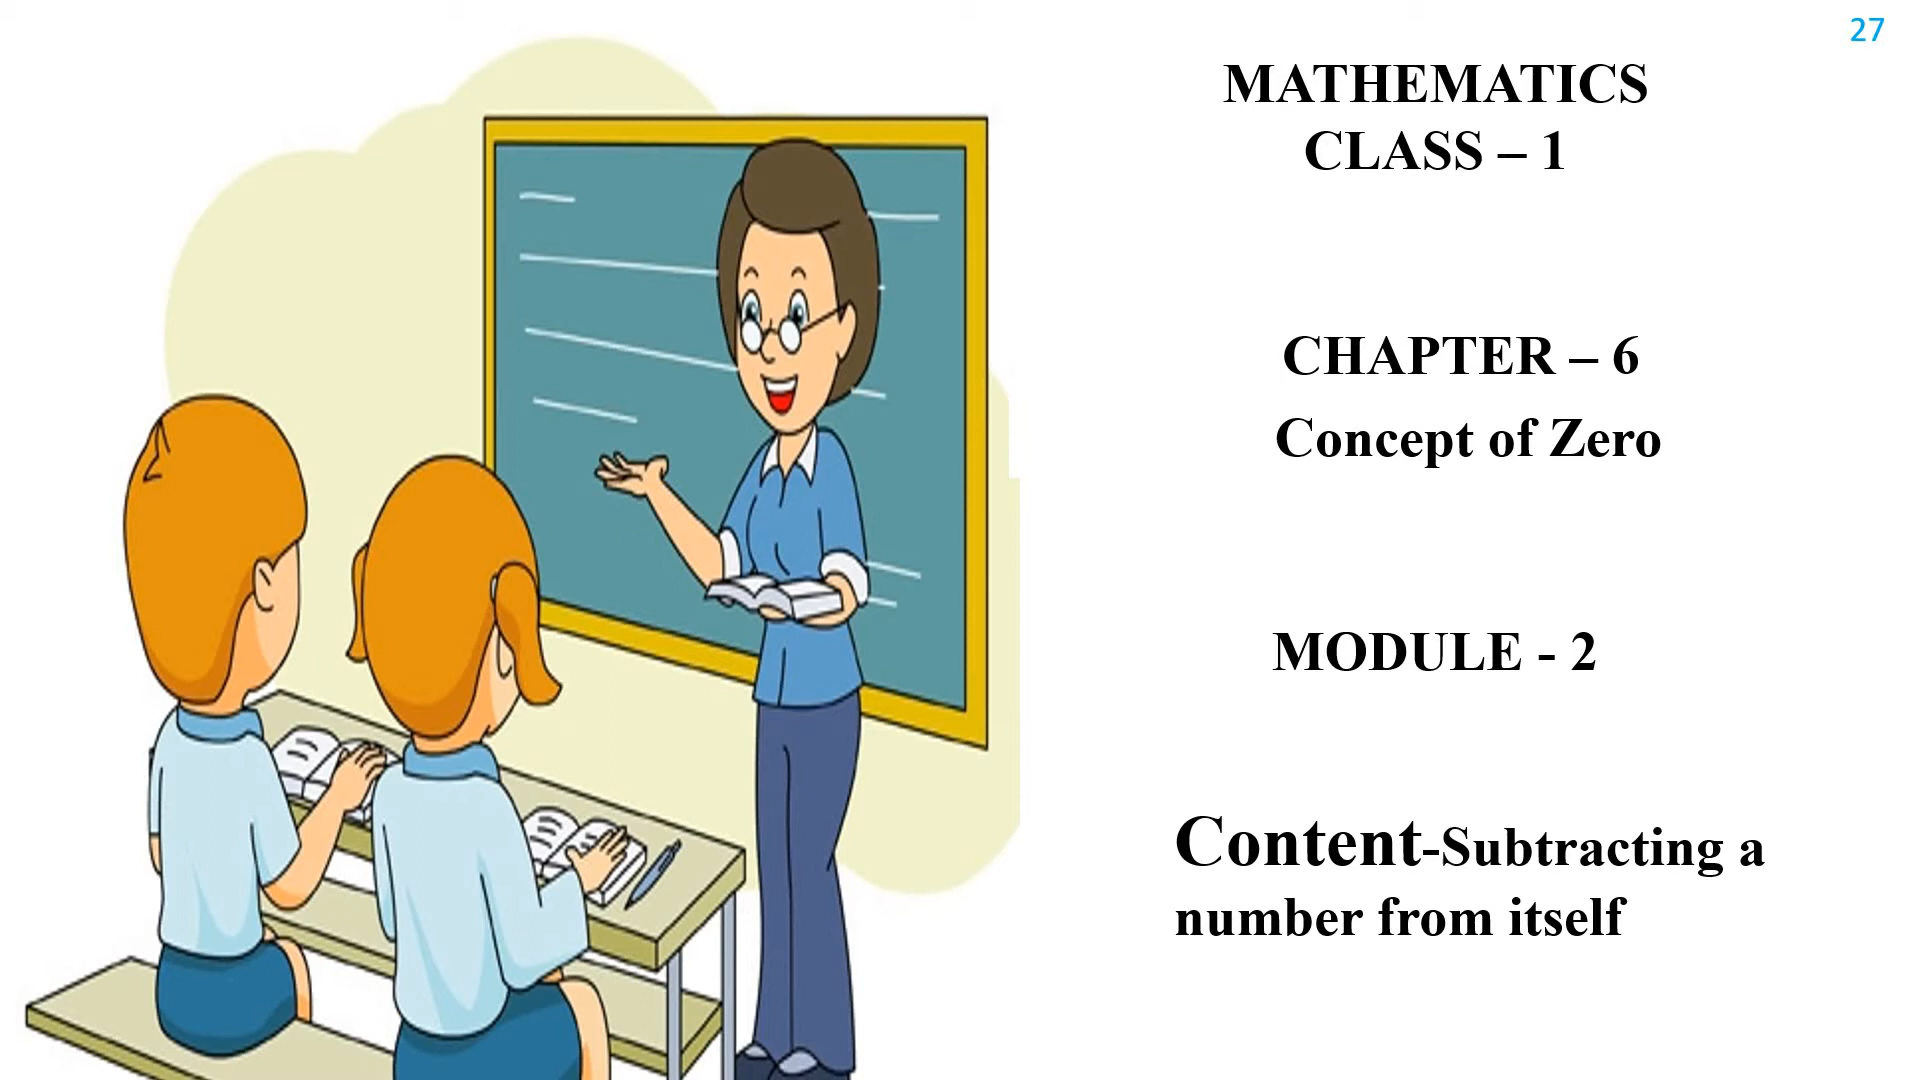 27
MATHEMATICS
CLASS – 1
CHAPTER – 6
Concept of Zero
MODULE - 2
Content-Subtracting a
number from itself